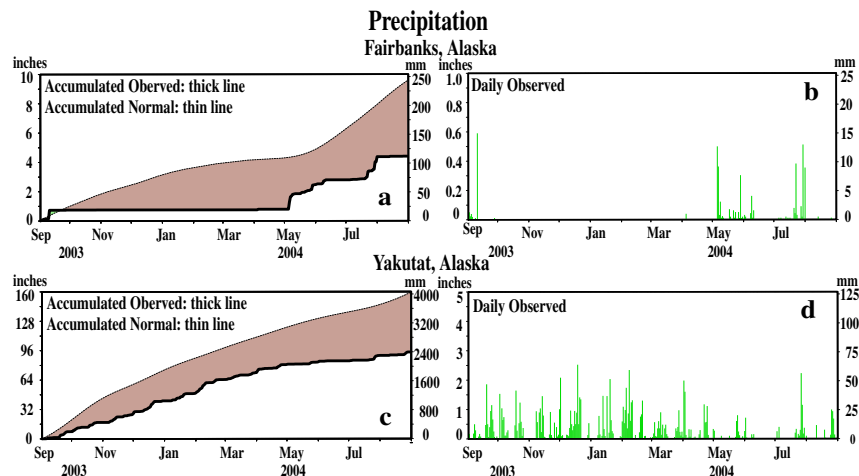 Precipitation
Fairbanks, Alaska
inches
mm
inches
mm
Accumulated Oberved: thick line
Accumulated Normal: thin line
10
8
6
4
2
0
250
200
150
100
50
0
a
Sep Nov Jan Mar May Jul
2003 2004
Daily Observed
b
1.0
0.8
0.6
0.4
0.2
0
25
20
15
10
5
0
Sep Nov Jan Mar May Jul
2003 2004
Yakutat, Alaska
inches
mm
inches
mm
Accumulated Oberved: thick line
Accumulated Normal: thin line
160
128
96
64
32
0
4000
3200
2400
1600
800
0
c
Sep Nov Jan Mar May Jul
2003 2004
Daily Observed
d
5
4
3
2
1
0
125
100
75
50
25
0
Sep Nov Jan Mar May Jul
2003 2004